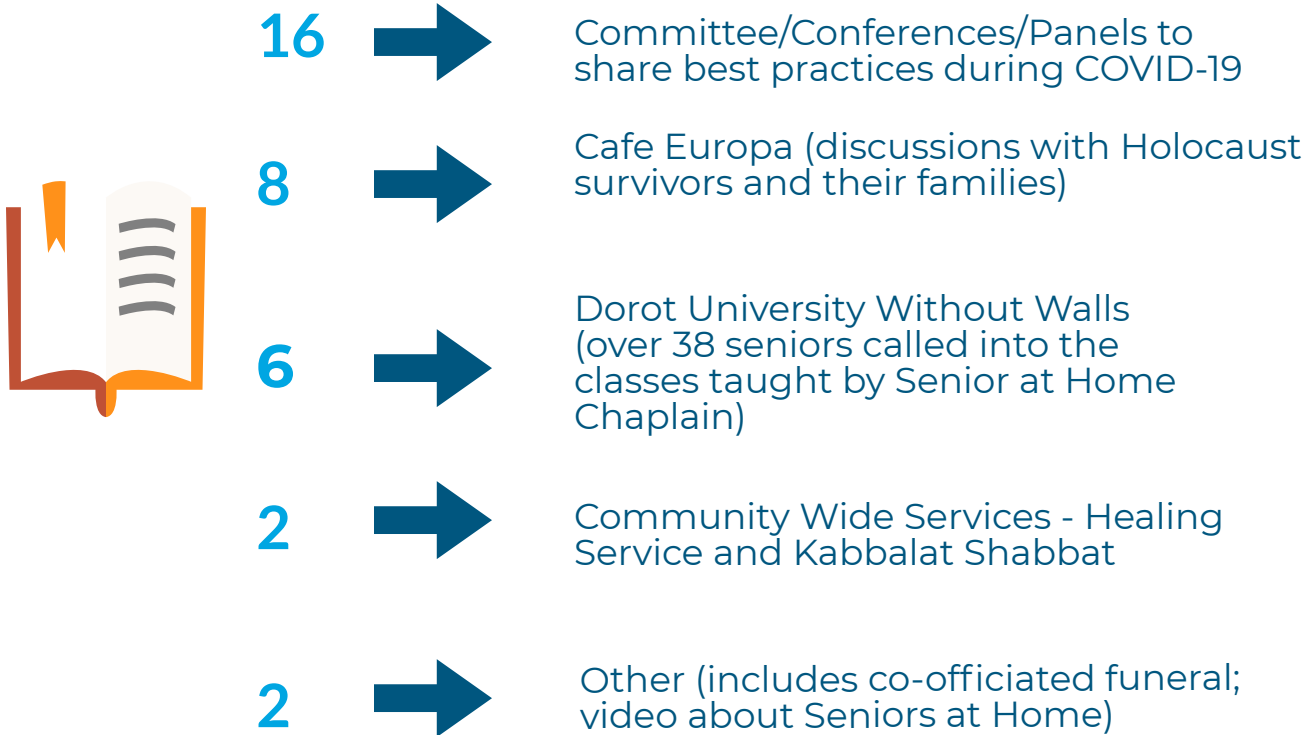 16
Committee/Conferences/Panels to
share best practices during COVID-19
8
Cafe Europa (discussions with Holocaust
survivors and their families)
6
Dorot University Without Walls
(over 38 seniors called into the
classes taught by Senior at Home
Chaplain)
2
Community Wide Services - Healing
Service and Kabbalat Shabbat
2
Other (includes co-officiated funeral;
video about Seniors at Home)